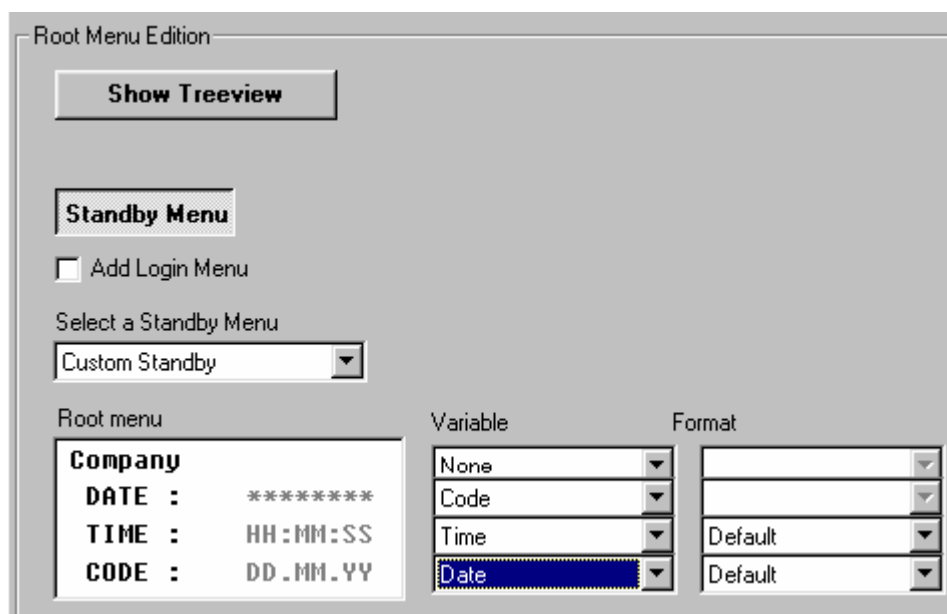 Root Menu Edition
Show Treeview
Standby Menu
Add Login Menu
Select a Standby Menu
Custom Standby
Root menu Variable Format
Company None
DATE : ******** Code
TIME : HH:MM:SS Time Default
CODE : DD.MM.YY Date Default